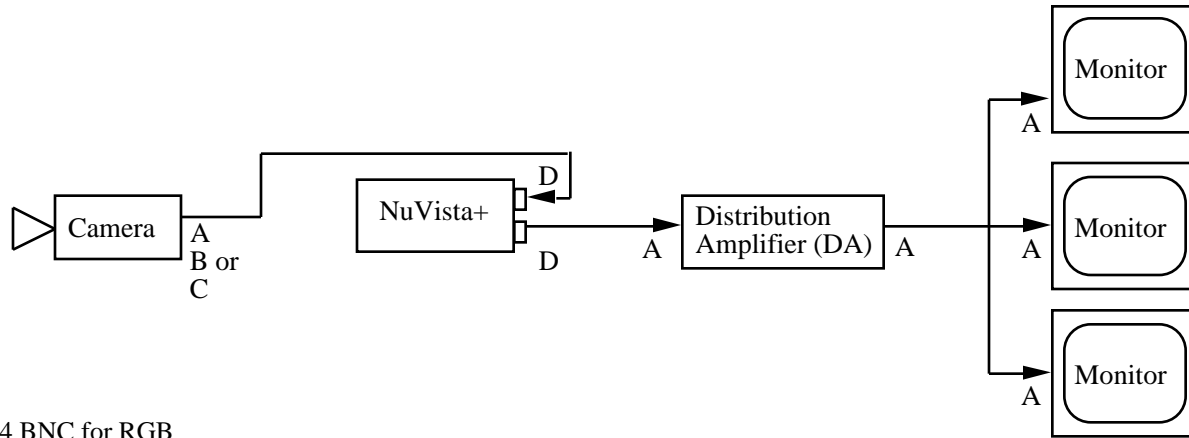 Monitor
A
D
NuVista+
Camera
A
B or
C
D
A
Distribution
Amplifier (DA)
A
A
Monitor
Monitor
A
4 BNC for RGB